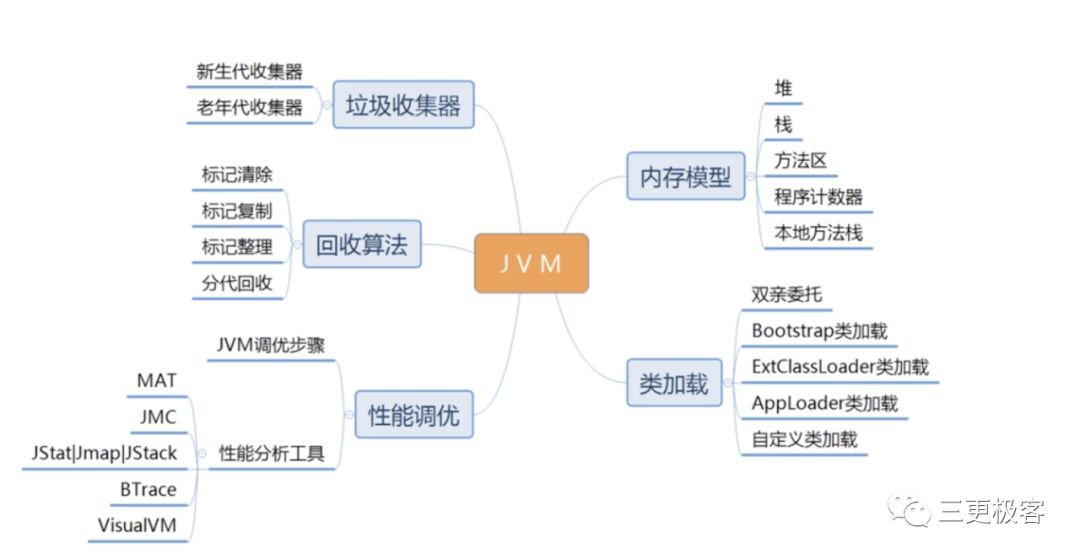 JVM
垃圾收集器
新生代收集器
老年代收集器
回收算法
标记清除
标记复制
标记整理
分代回收
性能调优
JVM调优步骤
性能分析工具
MAT
JMC
JStat|Jmap|JStack
BTrace
VisualVM
内存模型
堆
栈
方法区
程序计数器
本地方法栈
类加载
双亲委托
Bootstrap类加载
ExtClassLoader类加载
AppLoader类加载
自定义类加载
三更极客